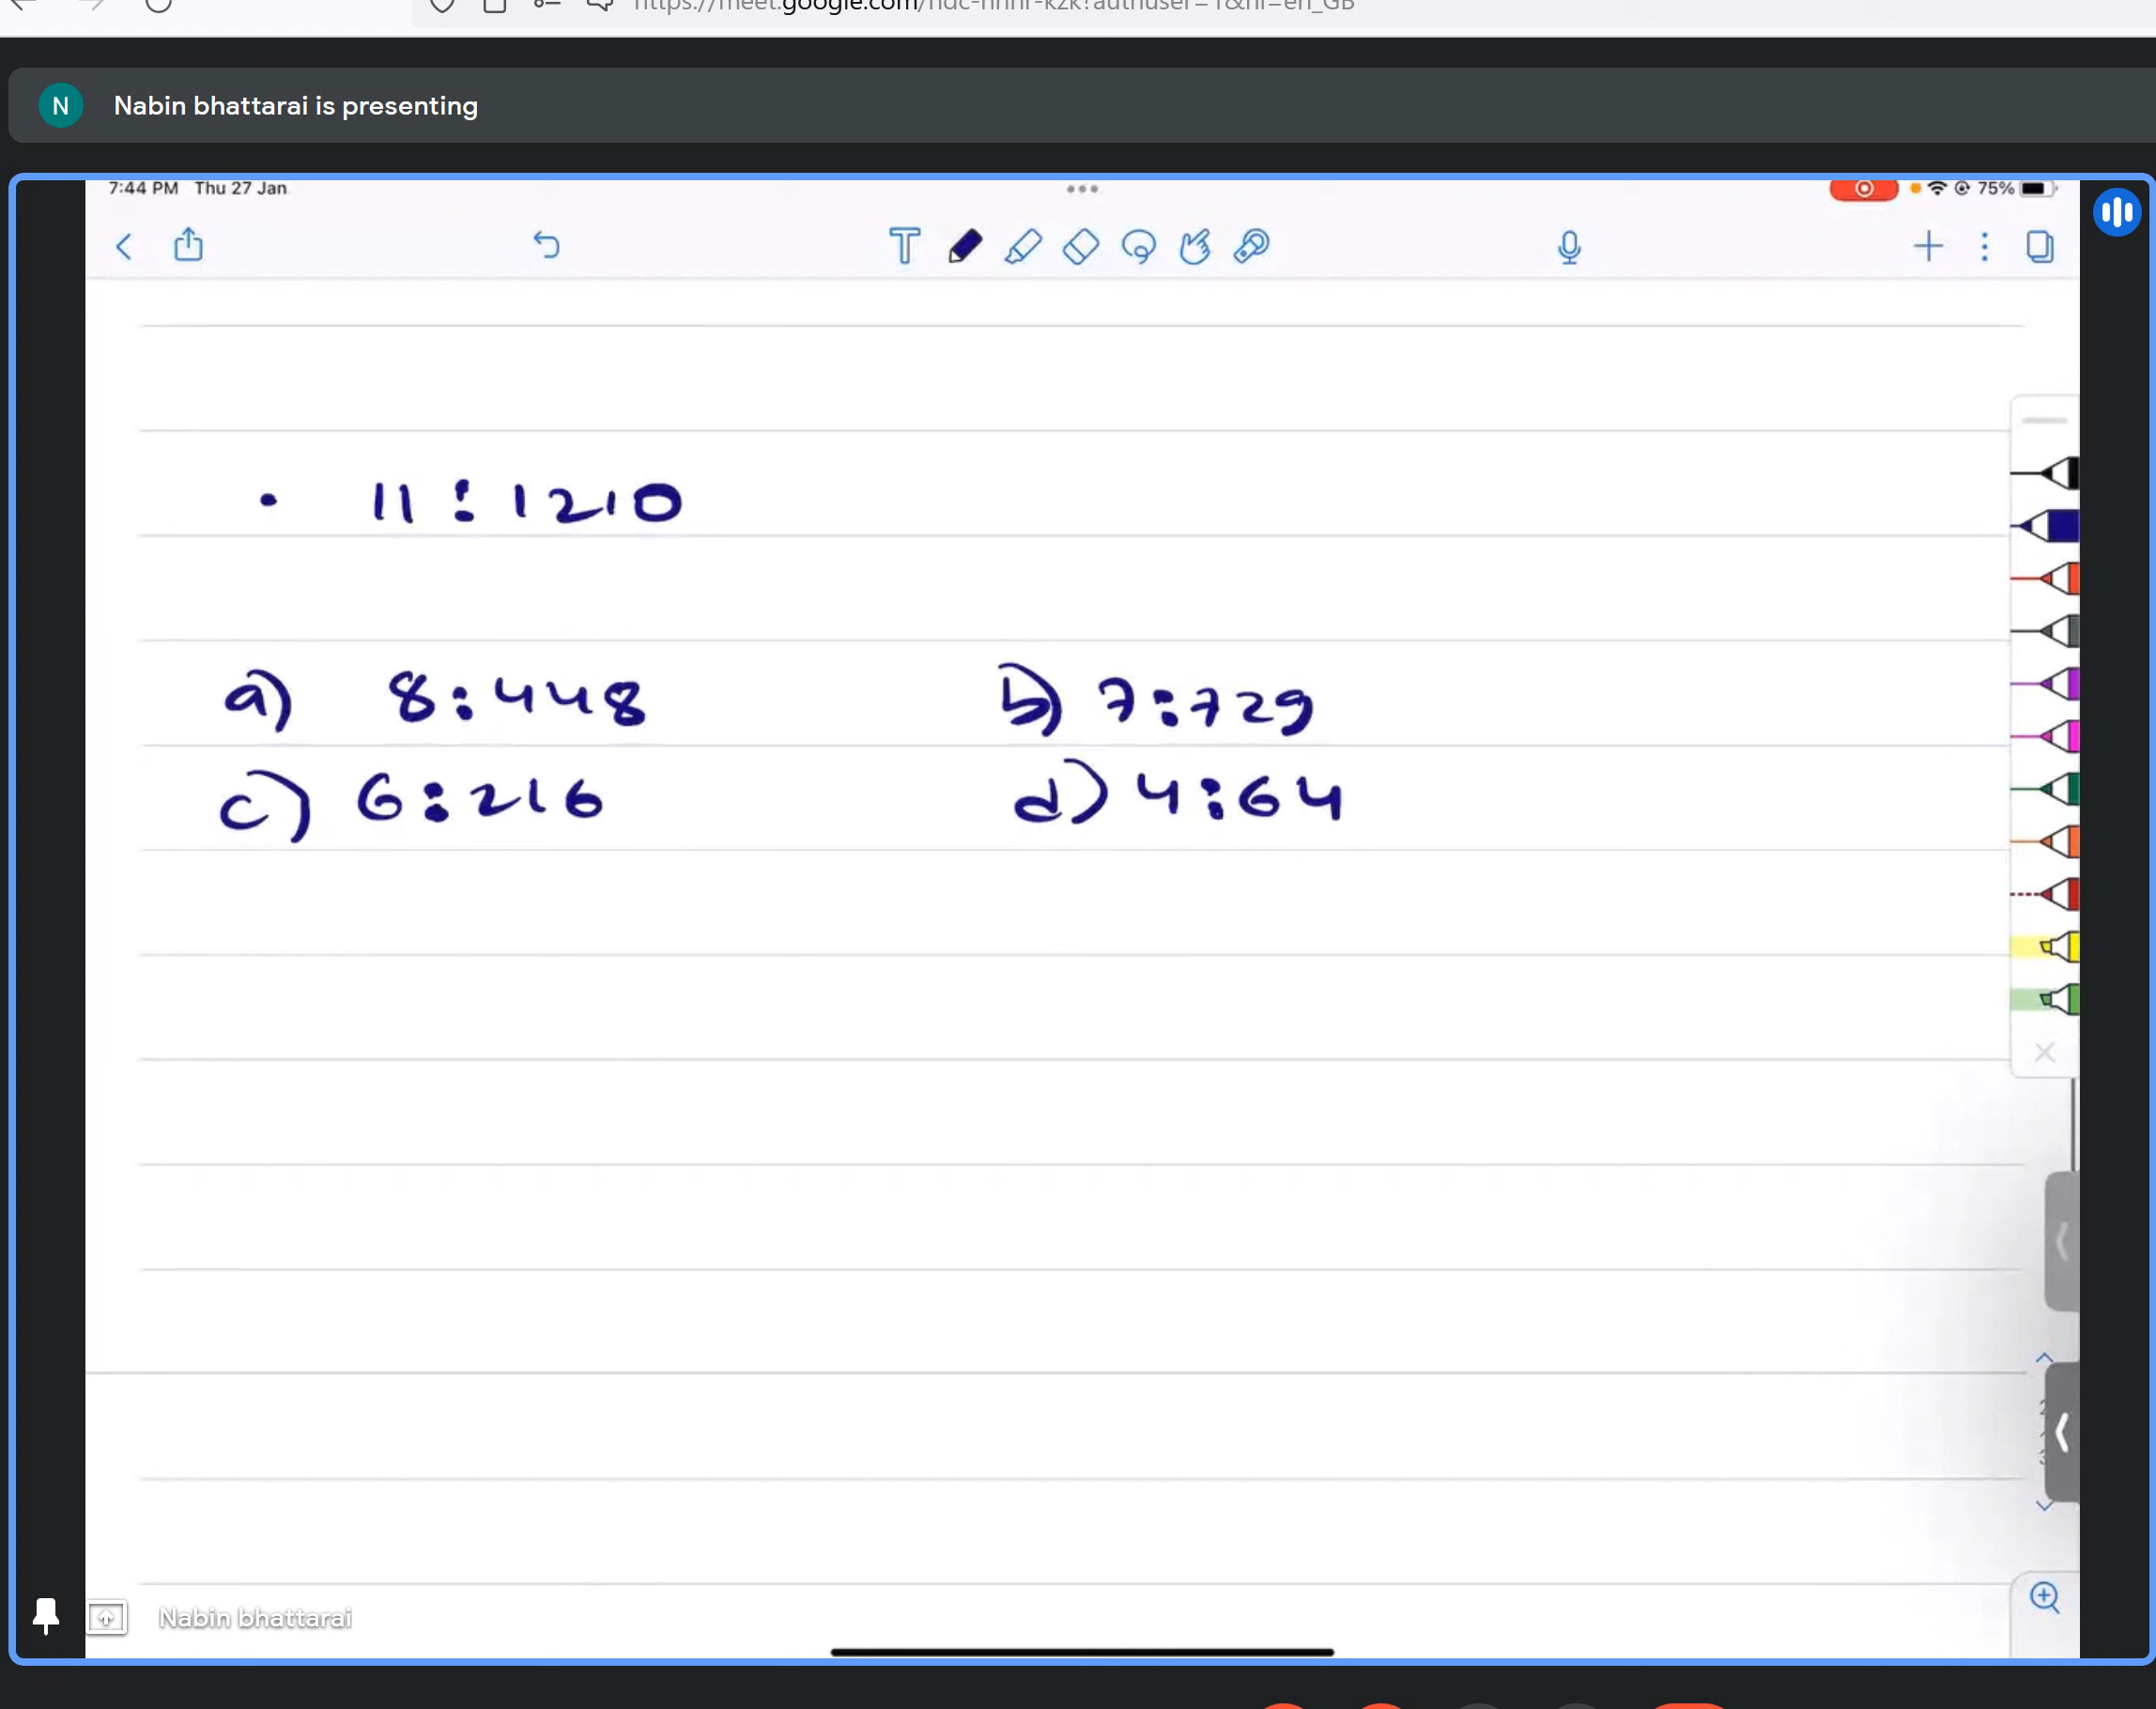 Nabin bhattarai is presenting
N
7:44 PM Thu 27 Jan
75%
T
• 11 : 1210
a) 8 : 448
b) 7 : 729
c) 6 : 216
d) 4 : 64
Nabin bhattarai